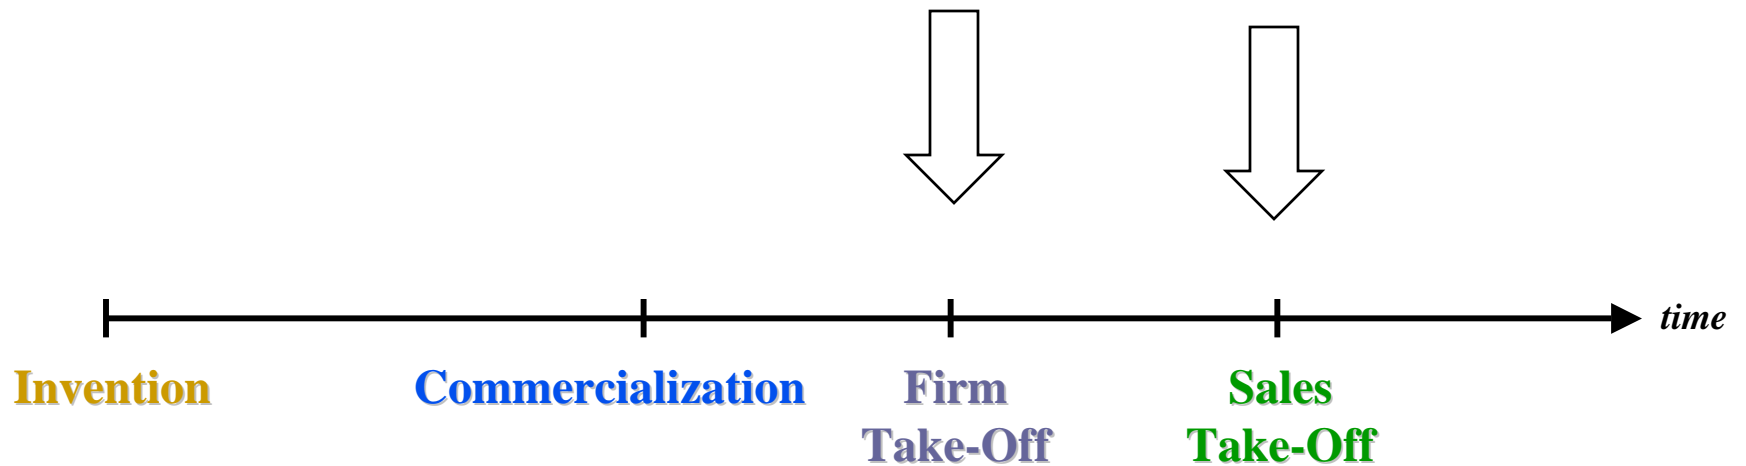 time
Invention
Commercialization
Firm
Take-Off
Sales
Take-Off